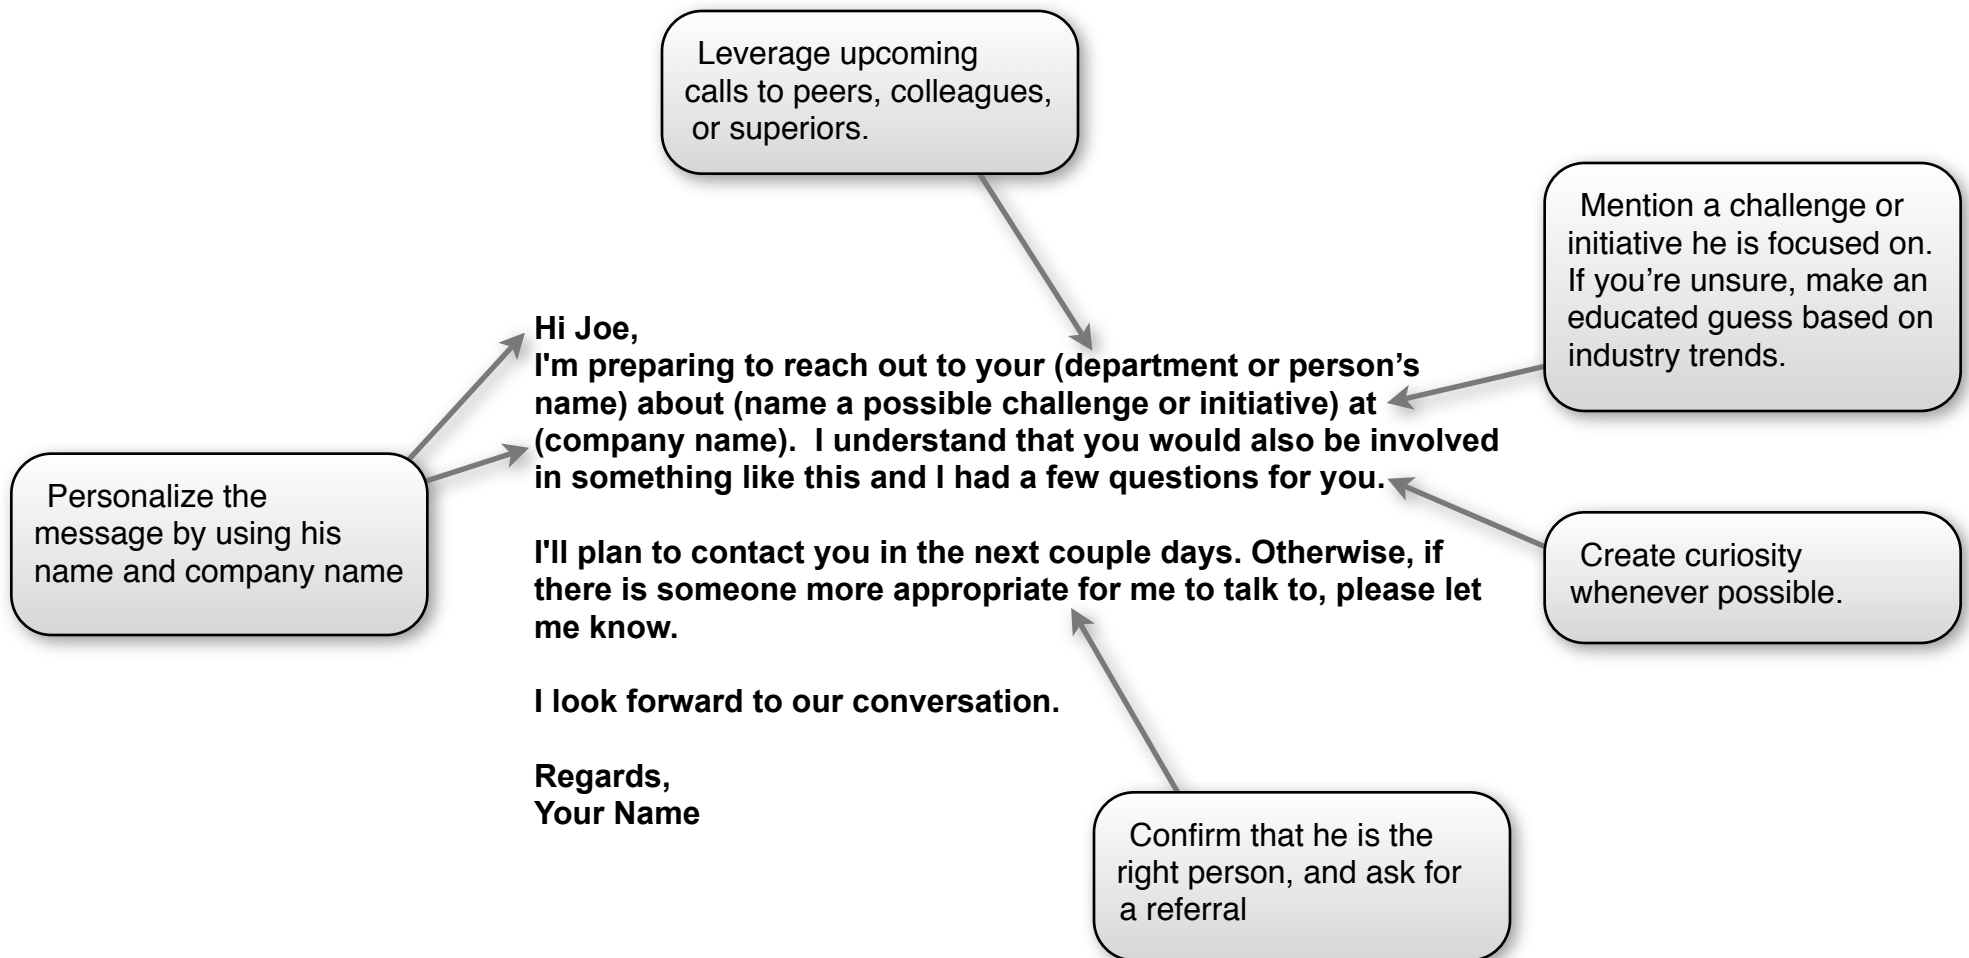 Leverage upcoming
calls to peers, colleagues,
or superiors.
Mention a challenge or
initiative he is focused on.
If you’re unsure, make an
educated guess based on
industry trends.
Hi Joe,
I'm preparing to reach out to your (department or person’s
name) about (name a possible challenge or initiative) at
(company name).  I understand that you would also be involved
in something like this and I had a few questions for you.
Personalize the
message by using his
name and company name
I'll plan to contact you in the next couple days. Otherwise, if
there is someone more appropriate for me to talk to, please let
me know.
Create curiosity
whenever possible.
I look forward to our conversation.
Regards,
Your Name
Confirm that he is the
right person, and ask for
a referral